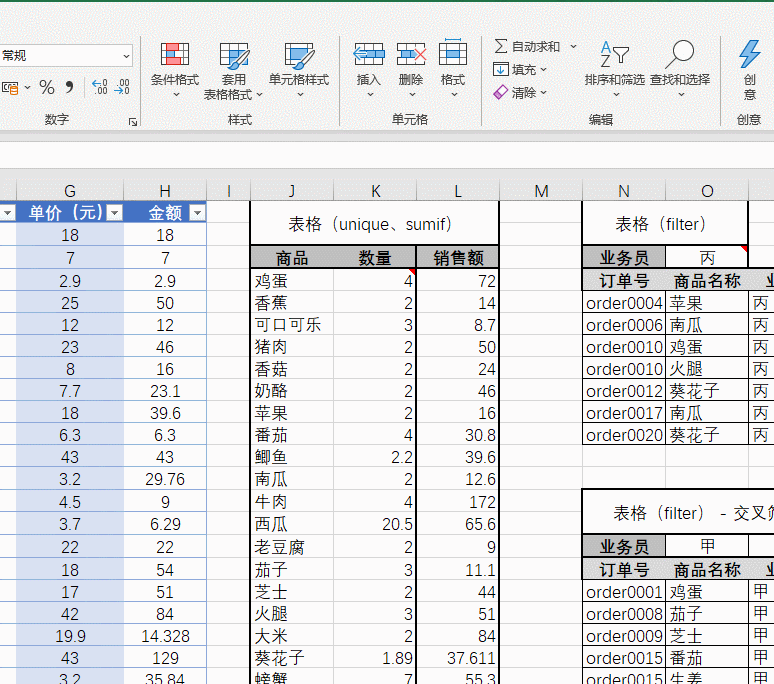 常规
% 9 .00 .00
数字
条件格式 套用 表格格式 单元格样式
样式
插入 删除 格式
单元格
自动求和
填充
清除
排序和筛选 查找和选择
编辑
创意
创意
G H I J K L M N O
单价（元） 金额 表格（unique、sumif） 表格（filter）
18 18
7 7 商品 数量 销售额 业务员 丙
2.9 2.9 鸡蛋 4 72 订单号 商品名称
25 50 香蕉 2 14 order0004 苹果 丙
12 12 可口可乐 3 8.7 order0006 南瓜 丙
23 46 猪肉 2 50 order0010 鸡蛋 丙
8 16 香菇 2 24 order0010 火腿 丙
7.7 23.1 奶酪 2 46 order0012 葵花子 丙
18 39.6 苹果 2 16 order0017 南瓜 丙
6.3 6.3 番茄 4 30.8 order0020 葵花子 丙
43 43 鲫鱼 2.2 39.6
3.2 29.76 南瓜 2 12.6
4.5 9 牛肉 4 172 表格（filter） - 交叉
3.7 6.29 西瓜 20.5 65.6
22 22 老豆腐 2 9 业务员 甲
18 54 茄子 3 11.1 订单号 商品名称
17 51 芝士 2 44 order0001 鸡蛋 甲
42 84 火腿 3 51 order0008 茄子 甲
19.9 14.328 大米 2 84 order0009 芝士 甲
43 129 葵花子 1.89 37.611 order0015 番茄 甲
3.2 35.84 螃蟹 7 55.3 order0015 生姜 甲